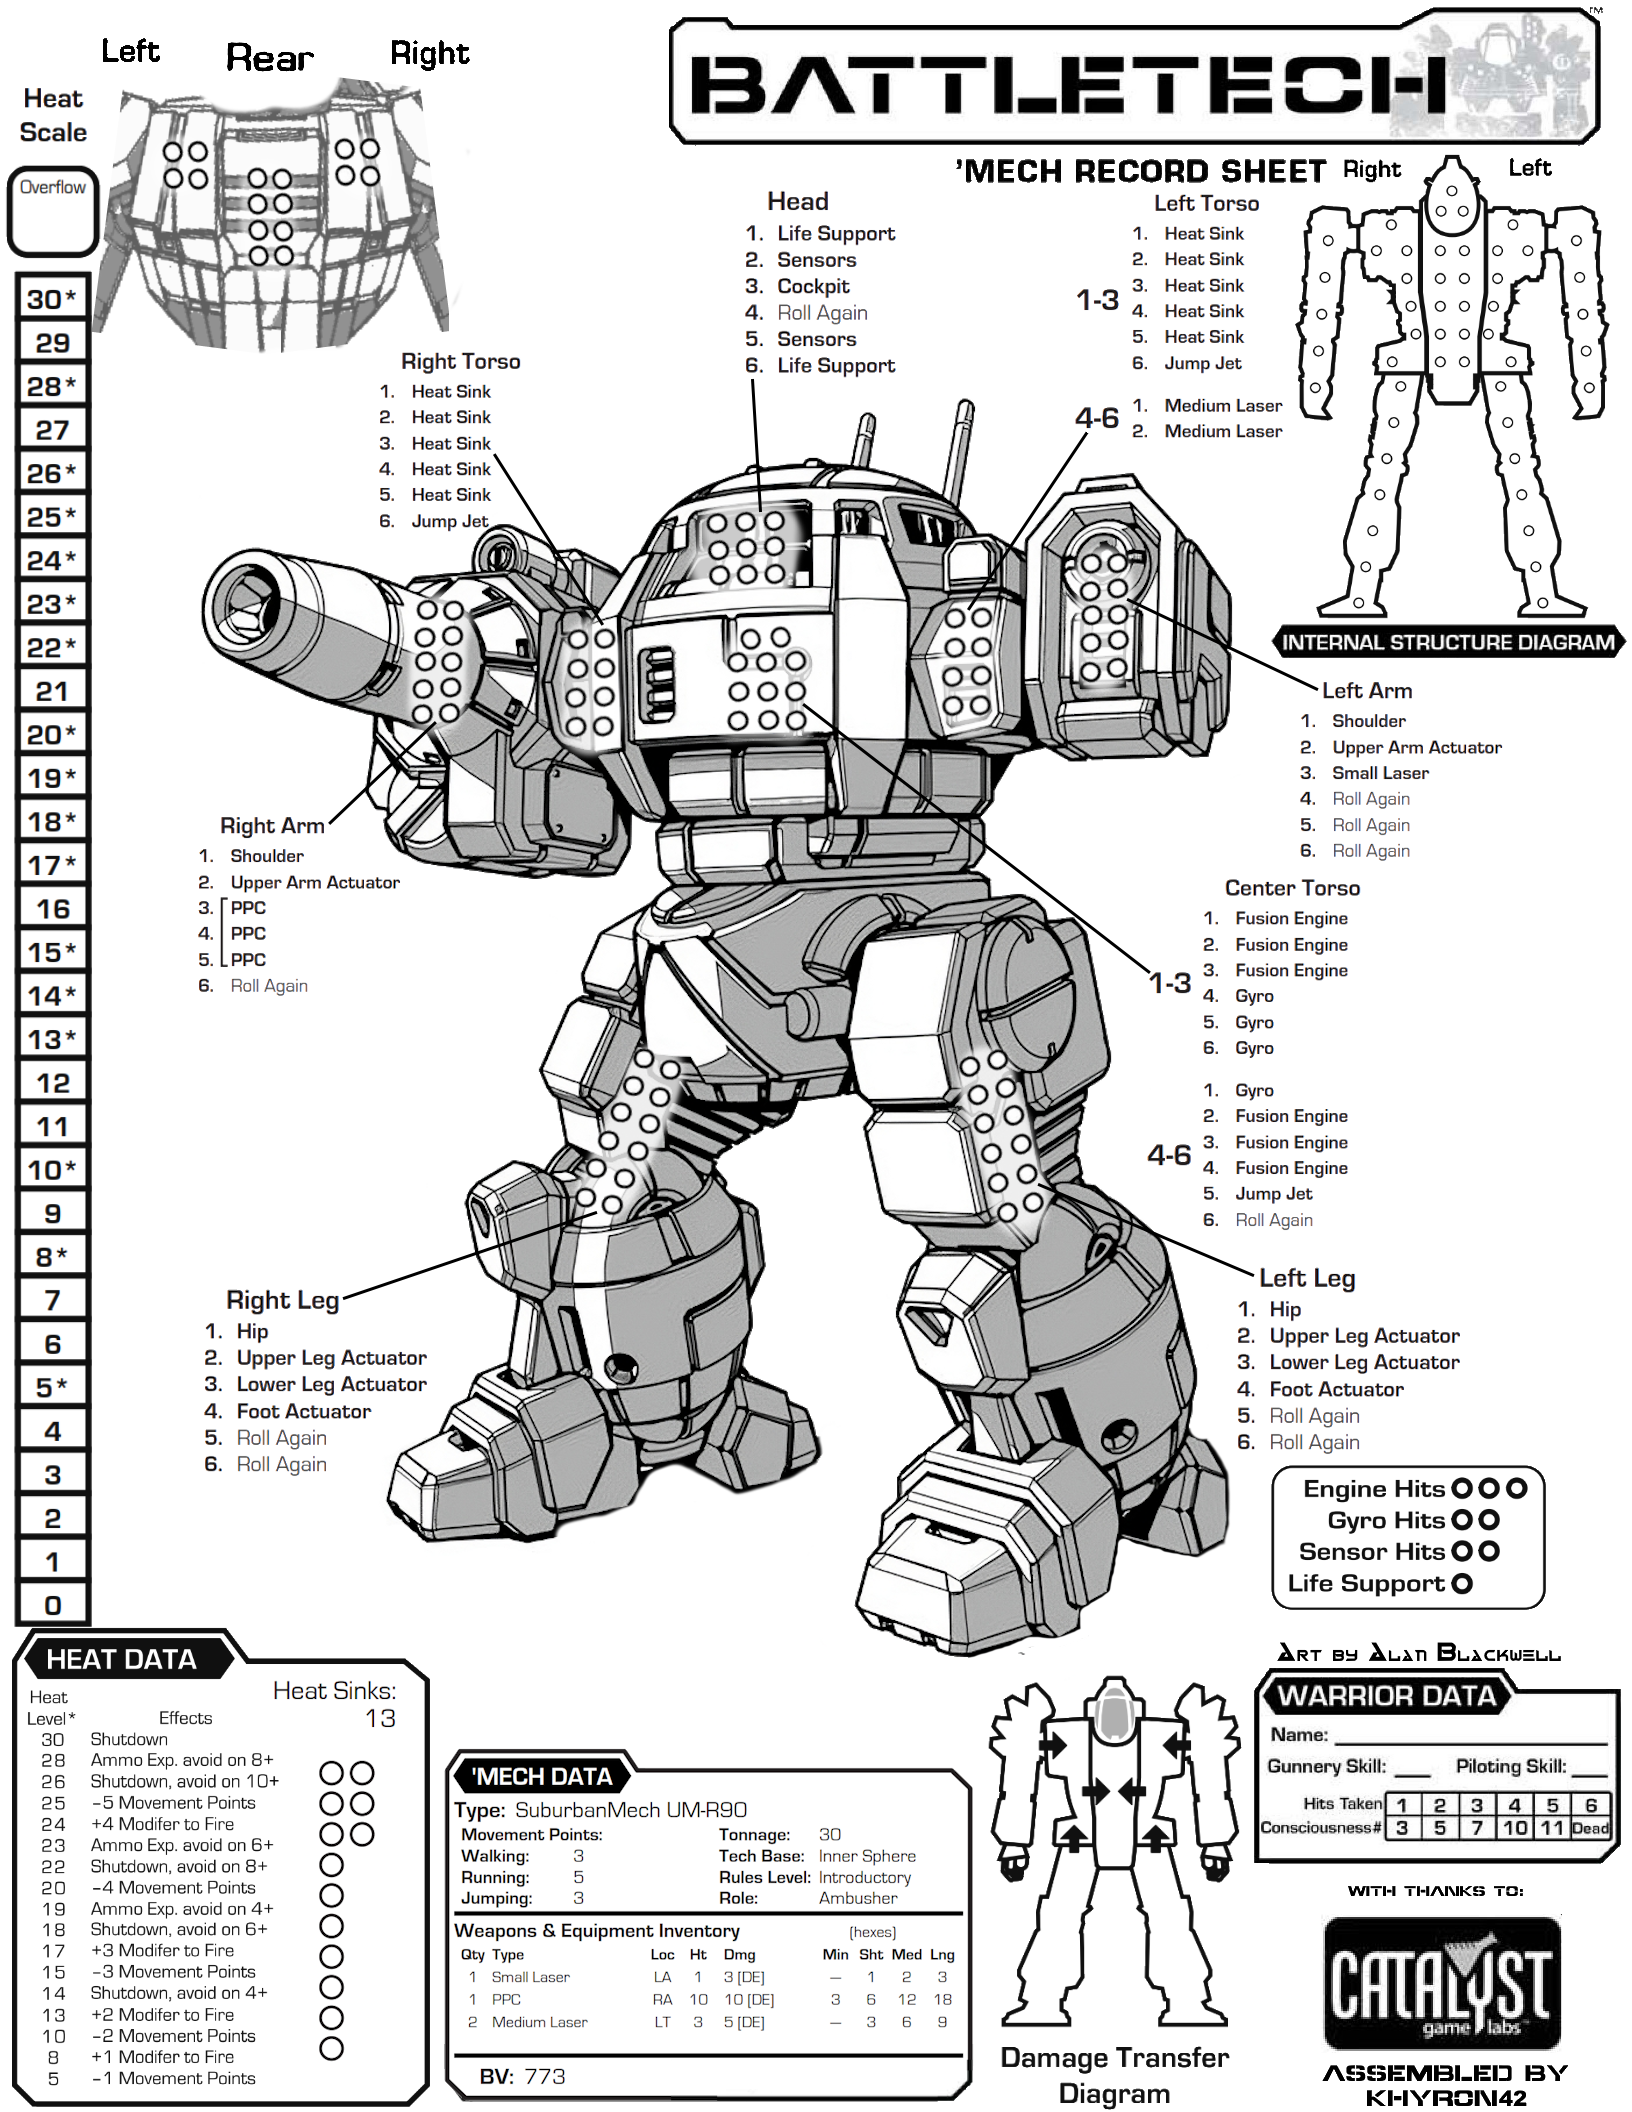 Left Rear Right
Heat
Scale
Overflow
30*
29
28*
27
26*
25*
24*
23*
22*
21
20*
19*
18*
17*
16
15*
14*
13*
12
11
10*
9
8*
7
6
5*
4
3
2
1
0
BATTLETECH
TM
'MECH RECORD SHEET
Right Left
INTERNAL STRUCTURE DIAGRAM
Head
1. Life Support
2. Sensors
3. Cockpit
4. Roll Again
5. Sensors
6. Life Support
Left Torso
1-3
1. Heat Sink
2. Heat Sink
3. Heat Sink
4. Heat Sink
5. Heat Sink
6. Jump Jet
4-6
1. Medium Laser
2. Medium Laser
Right Torso
1. Heat Sink
2. Heat Sink
3. Heat Sink
4. Heat Sink
5. Heat Sink
6. Jump Jet
Left Arm
1. Shoulder
2. Upper Arm Actuator
3. Small Laser
4. Roll Again
5. Roll Again
6. Roll Again
Right Arm
1. Shoulder
2. Upper Arm Actuator
3. PPC
4. PPC
5. PPC
6. Roll Again
Center Torso
1-3
1. Fusion Engine
2. Fusion Engine
3. Fusion Engine
4. Gyro
5. Gyro
6. Gyro
4-6
1. Gyro
2. Fusion Engine
3. Fusion Engine
4. Fusion Engine
5. Jump Jet
6. Roll Again
Right Leg
1. Hip
2. Upper Leg Actuator
3. Lower Leg Actuator
4. Foot Actuator
5. Roll Again
6. Roll Again
Left Leg
1. Hip
2. Upper Leg Actuator
3. Lower Leg Actuator
4. Foot Actuator
5. Roll Again
6. Roll Again
Engine Hits
Gyro Hits
Sensor Hits
Life Support
Art by Alan Blackwell
HEAT DATA
Heat Sinks:
13
Heat
Level* Effects
30 Shutdown
28 Ammo Exp. avoid on 8+
26 Shutdown, avoid on 10+
25 -5 Movement Points
24 +4 Modifer to Fire
23 Ammo Exp. avoid on 6+
22 Shutdown, avoid on 8+
20 -4 Movement Points
19 Ammo Exp. avoid on 4+
18 Shutdown, avoid on 6+
17 +3 Modifer to Fire
15 -3 Movement Points
14 Shutdown, avoid on 4+
13 +2 Modifer to Fire
10 -2 Movement Points
8 +1 Modifer to Fire
5 -1 Movement Points
'MECH DATA
Type: SuburbanMech UM-R90
Movement Points: Tonnage: 30
Walking: 3 Tech Base: Inner Sphere
Running: 5 Rules Level: Introductory
Jumping: 3 Role: Ambusher
Weapons & Equipment Inventory (hexes)
Qty Type Loc Ht Dmg Min Sht Med Lng
1 Small Laser LA 1 3 [DE] — 1 2 3
1 PPC RA 10 10 [DE] 3 6 12 18
2 Medium Laser LT 3 5 [DE] — 3 6 9
BV: 773
Damage Transfer
Diagram
WARRIOR DATA
Name:
Gunnery Skill: Piloting Skill:
Hits Taken 1 2 3 4 5 6
Consciousness# 3 5 7 10 11 Dead
WITH THANKS TO:
CATALYST
game labs
ASSEMBLED BY
KHYRON42